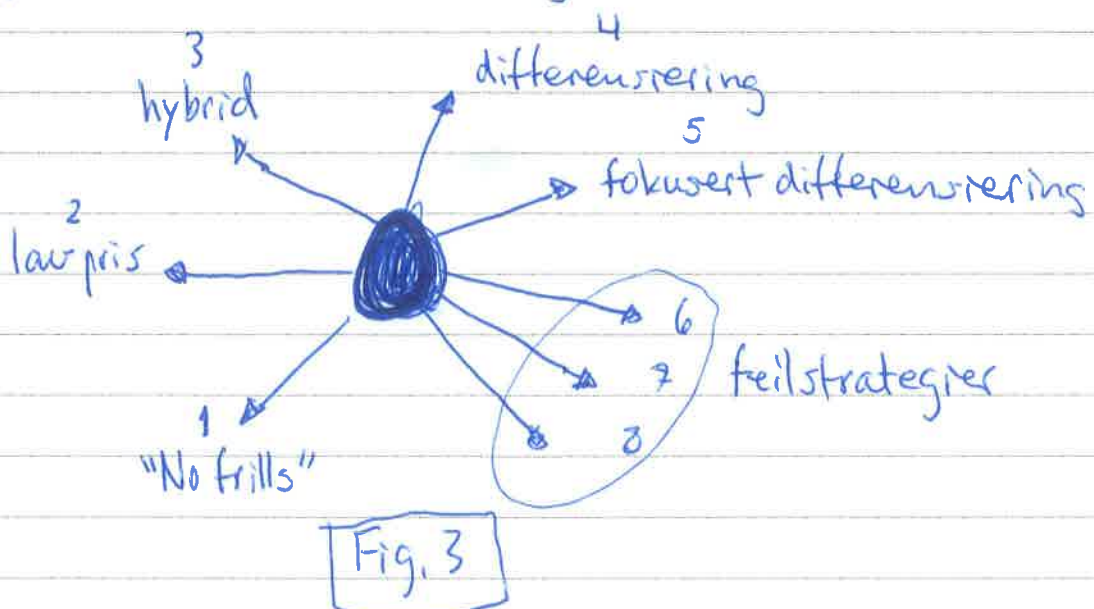 4
differensiering
3
hybrid
5
fokusert differensiering
2
lav pris
6
7
feilstrategier
8
1
"No frills"
Fig. 3